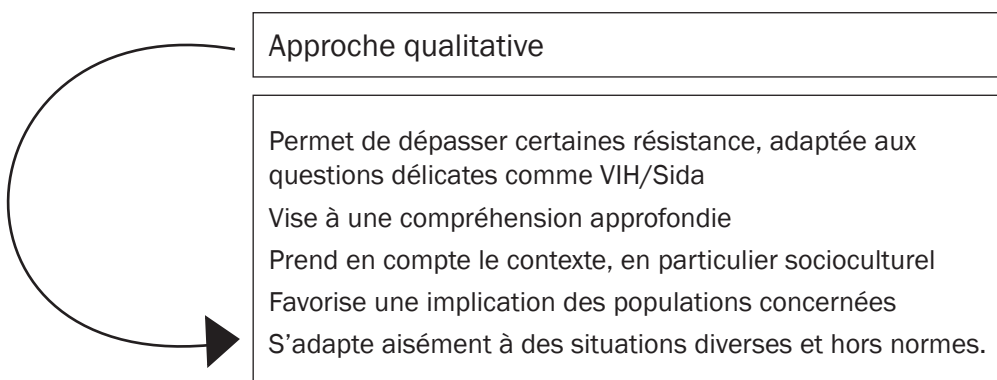 Approche qualitative
Permet de dépasser certaines résistance, adaptée aux
questions délicates comme VIH/Sida
Vise à une compréhension approfondie
Prend en compte le contexte, en particulier socioculturel
Favorise une implication des populations concernées
S’adapte aisément à des situations diverses et hors normes.